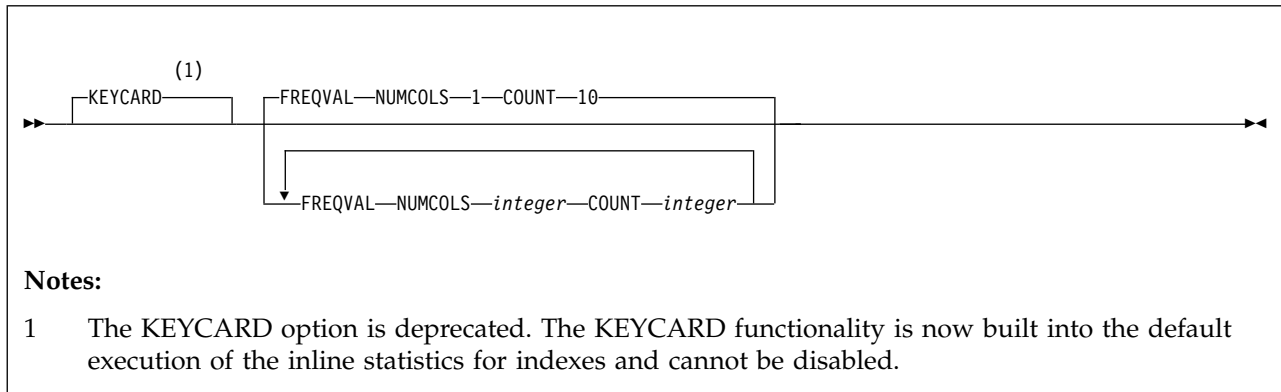 (1)
KEYCARD
FREQVAL NUMCOLS 1 COUNT 10
FREQVAL NUMCOLS integer COUNT integer
Notes:
1 The KEYCARD option is deprecated. The KEYCARD functionality is now built into the default
execution of the inline statistics for indexes and cannot be disabled.